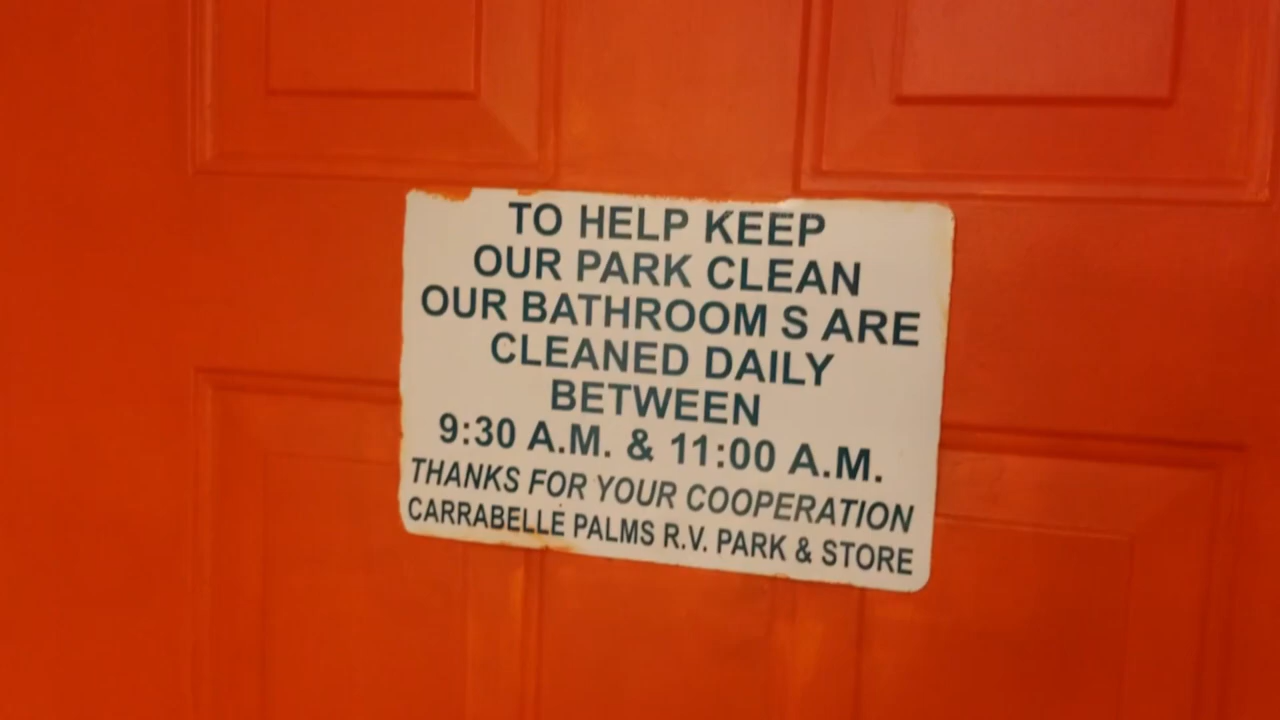 TO HELP KEEP
OUR PARK CLEAN
OUR BATHROOM S ARE
CLEANED DAILY
BETWEEN
9:30 A.M. & 11:00 A.M.
THANKS FOR YOUR COOPERATION
CARRABELLE PALMS R.V. PARK & STORE